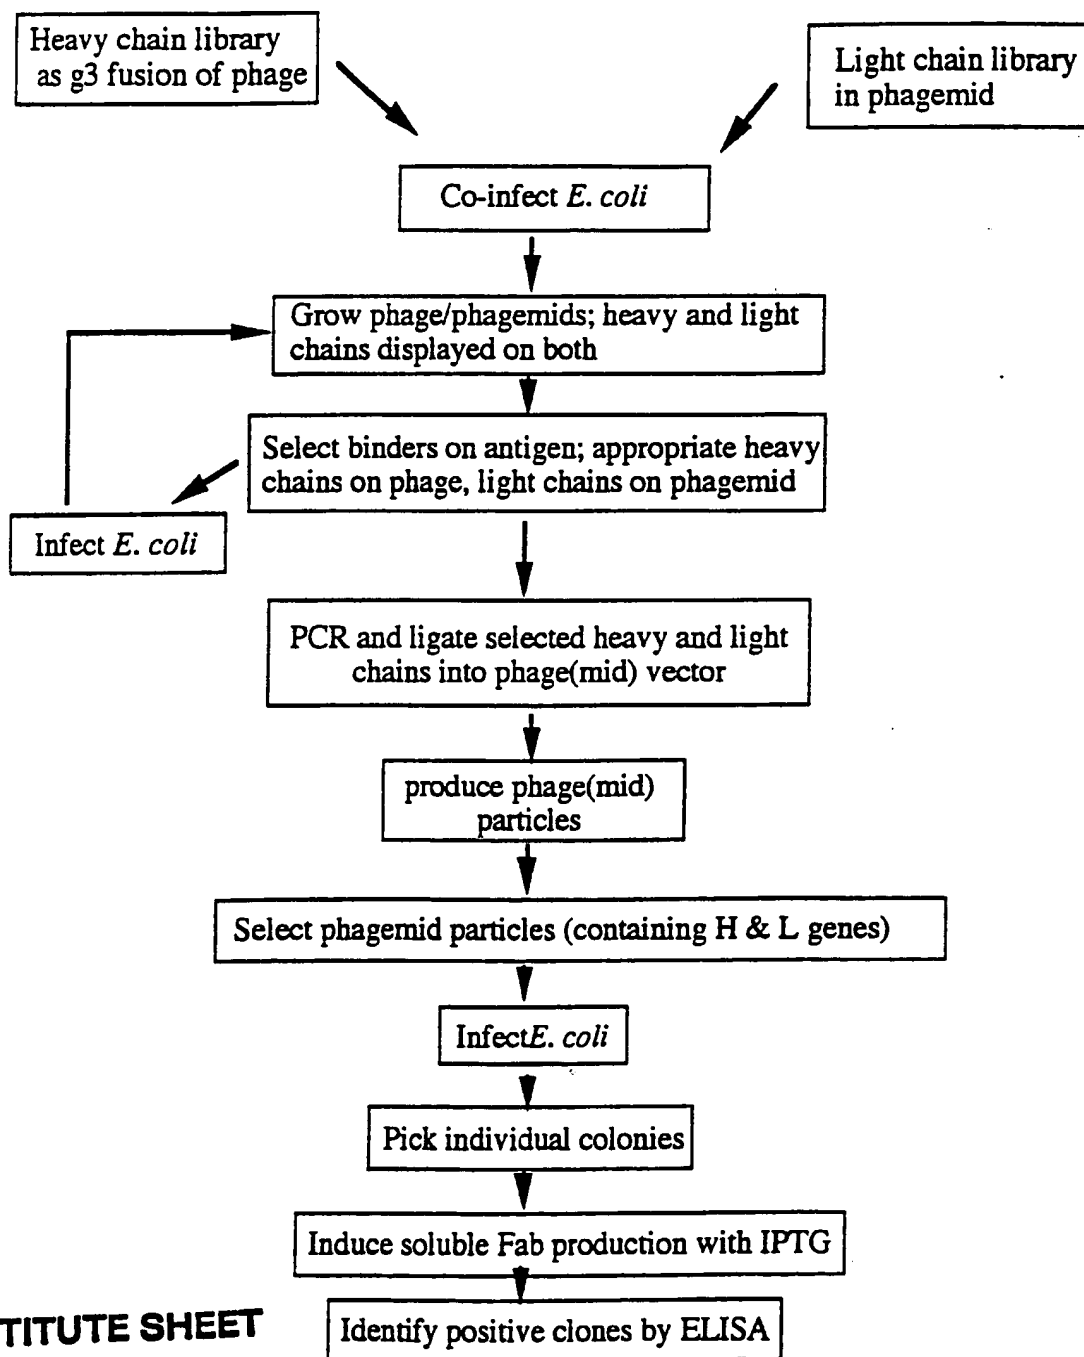 Heavy chain library
as g3 fusion of phage
Light chain library
in phagemid
Co-infect E. coli
Grow phage/phagemids; heavy and light
chains displayed on both
Select binders on antigen; appropriate heavy
chains on phage, light chains on phagemid
Infect E. coli
PCR and ligate selected heavy and light
chains into phage(mid) vector
produce phage(mid)
particles
Select phagemid particles (containing H & L genes)
InfectE. coli
Pick individual colonies
Induce soluble Fab production with IPTG
TITUTE SHEET
Identify positive clones by ELISA